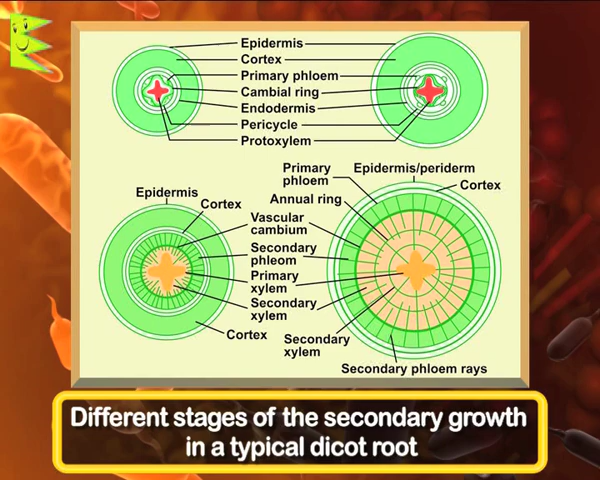 Epidermis
Cortex
Primary phloem
Cambial ring
Endodermis
Pericycle
Protoxylem
Primary
phloem
Epidermis/periderm
Cortex
Annual ring
Epidermis
Cortex
Vascular
cambium
Secondary
phleom
Primary
xylem
Secondary
xylem
Cortex
Secondary
xylem
Secondary phloem rays
Different stages of the secondary growth
in a typical dicot root